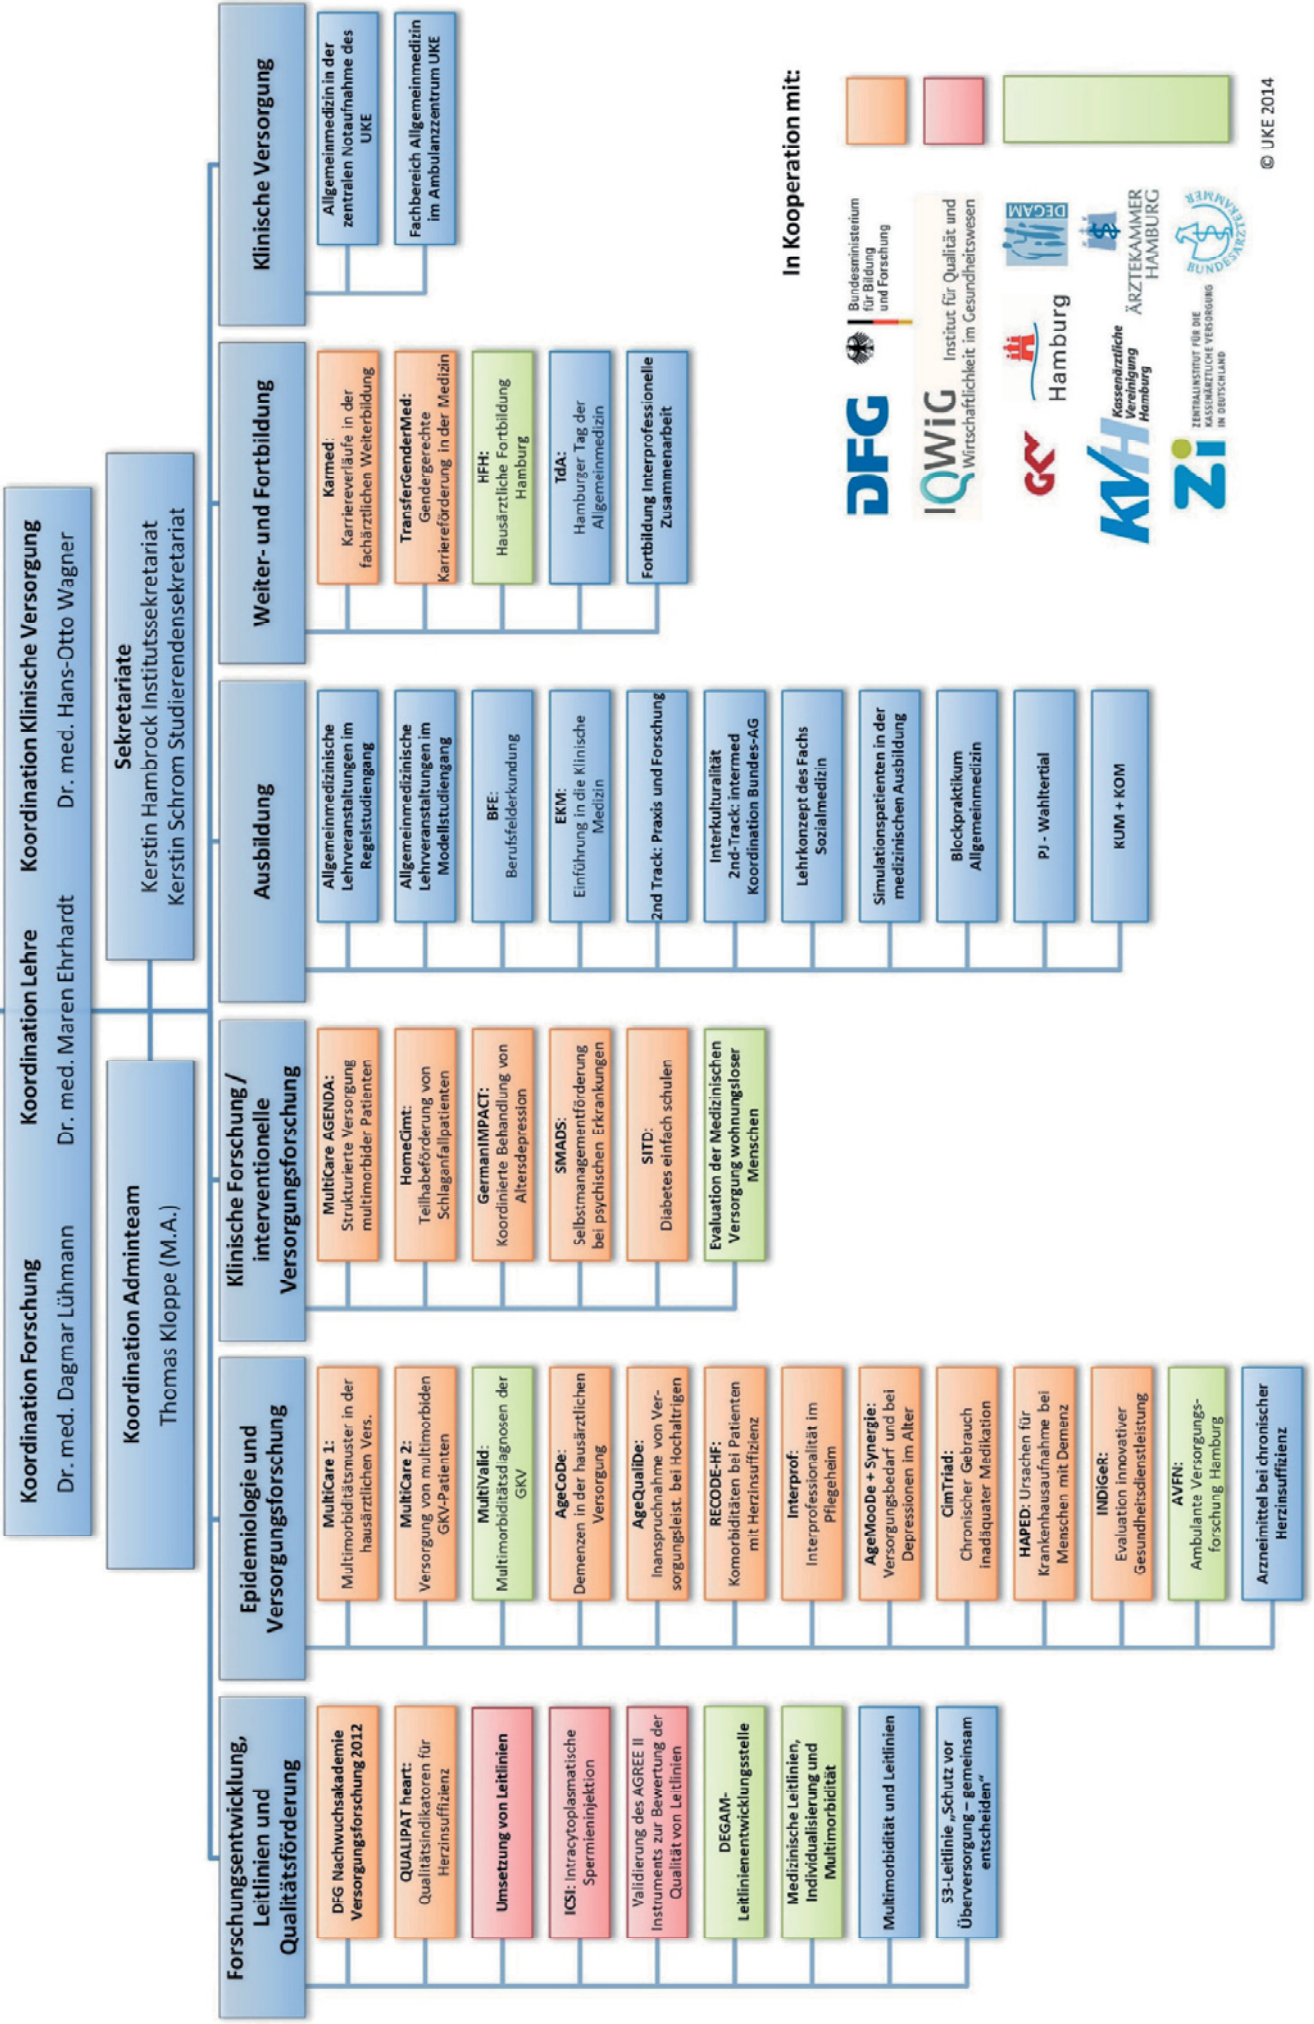 Koordination Forschung
Dr. med. Dagmar Lühmann
Koordination Lehre
Dr. med. Maren Ehrhardt
Koordination Klinische Versorgung
Dr. med. Hans-Otto Wagner
Koordination Adminteam
Thomas Kloppe (M.A.)
Sekretariate
Kerstin Hambrock Institutssekretariat
Kerstin Schrom Studierendensekretariat
Forschungsentwicklung,
Leitlinien und
Qualitätsförderung
DFG Nachwuchsakademie
Versorgungsforschung 2012
QUALIPAT heart:
Qualitätsindikatoren für
Herzinsuffizienz
Umsetzung von Leitlinien
ICSI: Intracytoplasmatische
Spermieninjektion
Validierung des AGREE II
Instruments zur Bewertung der
Qualität von Leitlinien
DEGAM-
Leitlinienentwicklungsstelle
Medizinische Leitlinien,
Individualisierung und
Multimorbidität
Multimorbidität und Leitlinien
S3-Leitlinie „Schutz vor
Überversorgung – gemeinsam
entscheiden“
Epidemiologie und
Versorgungsforschung
MultiCare 1:
Multimorbiditätsmuster in der
hausärztlichen Vers.
MultiCare 2:
Versorgung von multimorbiden
GKV-Patienten
MultiValid:
Multimorbiditätsdiagnosen der
GKV
AgeCoDe:
Demenzen in der hausärztlichen
Versorgung
AgeQualiDe:
Inanspruchnahme von Ver-
sorgungsleist. bei Hochaltrigen
RECODE-HF:
Komorbiditäten bei Patienten
mit Herzinsuffizienz
Interprof:
Interprofessionalität im
Pflegeheim
AgeMooDe + Synergie:
Versorgungsbedarf und bei
Depressionen im Alter
CimTriad:
Chronischer Gebrauch
inadäquater Medikation
HAPED: Ursachen für
Krankenhausaufnahme bei
Menschen mit Demenz
INDiGeR:
Evaluation innovativer
Gesundheitsdienstleistung
AVFN:
Ambulante Versorgungs-
forschung Hamburg
Arzneimittel bei chronischer
Herzinsuffizienz
Klinische Forschung /
interventionelle
Versorgungsforschung
MultiCare AGENDA:
Strukturierte Versorgung
multimorbider Patienten
HomeCimt:
Teilhabeförderung von
Schlaganfallpatienten
GermanIMPACT:
Koordinierte Behandlung von
Altersdepression
SMADS:
Selbstmanagementförderung
bei psychischen Erkrankungen
SITD:
Diabetes einfach schulen
Evaluation der Medizinischen
Versorgung wohnungsloser
Menschen
Ausbildung
Allgemeinmedizinische
Lehrveranstaltungen im
Regelstudiengang
Allgemeinmedizinische
Lehrveranstaltungen im
Modellstudiengang
BFE:
Berufsfelderkundung
EKM:
Einführung in die Klinische
Medizin
2nd Track: Praxis und Forschung
Interkulturalität
2nd-Track: intermed
Koordination Bundes-AG
Lehrkonzept des Fachs
Sozialmedizin
Simulationspatienten in der
medizinischen Ausbildung
Blockpraktikum
Allgemeinmedizin
PJ - Wahltertial
KUM + KOM
Weiter- und Fortbildung
Karmed:
Karriereverläufe in der
fachärztlichen Weiterbildung
TransferGenderMed:
Gendergerechte
Karriereförderung in der Medizin
HFH:
Hausärztliche Fortbildung
Hamburg
TdA:
Hamburger Tag der
Allgemeinmedizin
Fortbildung Interprofessionelle
Zusammenarbeit
Klinische Versorgung
Allgemeinmedizin in der
zentralen Notaufnahme des
UKE
Fachbereich Allgemeinmedizin
im Ambulanzzentrum UKE
In Kooperation mit:
DFG
Bundesministerium
für Bildung
und Forschung
IQWiG
Institut für Qualität und
Wirtschaftlichkeit im Gesundheitswesen
GKV
Hamburg
DEGAM
KVH
Kassenärztliche
Vereinigung
Hamburg
ÄRZTEKAMMER
HAMBURG
Zi
ZENTRALINSTITUT FÜR DIE
KASSENÄRZTLICHE VERSORGUNG
IN DEUTSCHLAND
BUNDESÄRZTEKAMMER
© UKE 2014